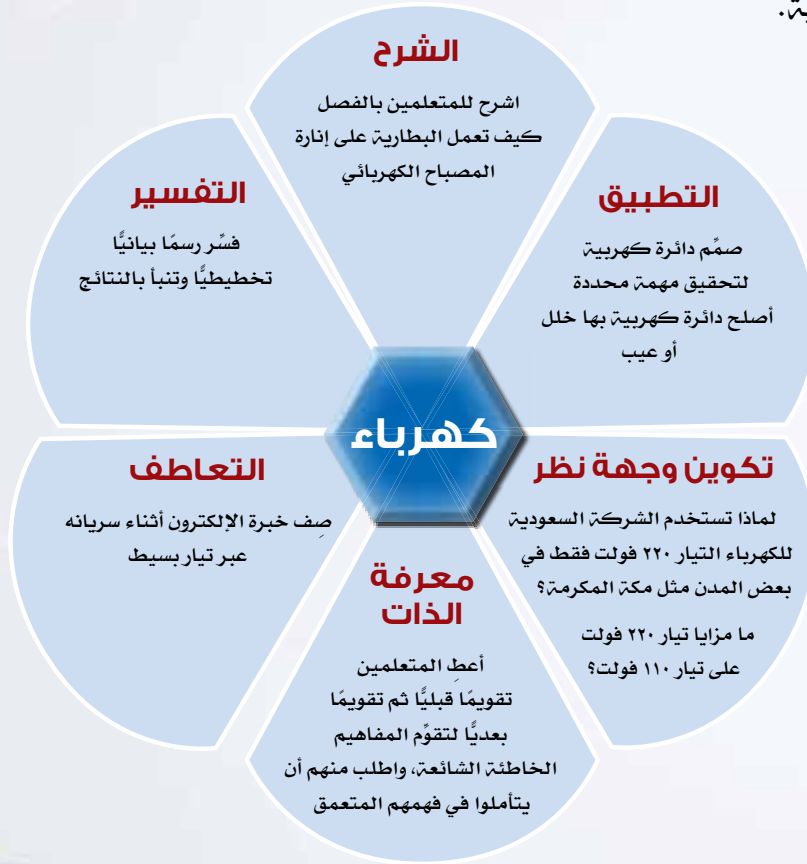 ية.
الشرح
اشرح للمتعلمين بالفصل
كيف تعمل البطارية على إنارة
المصباح الكهربائي
التطبيق
صمِّم دائرة كهربية
لتحقيق مهمة محددة
أصلح دائرة كهربية بها خلل
أو عيب
التفسير
فسِّر رسمًا بيانيًّا
تخطيطيًّا وتنبأ بالنتائج
كهرباء
تكوين وجهة نظر
لماذا تستخدم الشركة السعودية
للكهرباء التيار ٢٢٠ فولت فقط في
بعض المدن مثل مكة المكرمة؟
ما مزايا تيار ٢٢٠ فولت
على تيار ١١٠ فولت؟
التعاطف
صِف خبرة الإلكترون أثناء سريانه
عبر تيار بسيط
معرفة
الذات
أعطِ المتعلمين
تقويمًا قبليًّا ثم تقويمًا
بعديًّا لتقوِّم المفاهيم
الخاطئة الشائعة، واطلب منهم أن
يتأملوا في فهمهم المتعمق